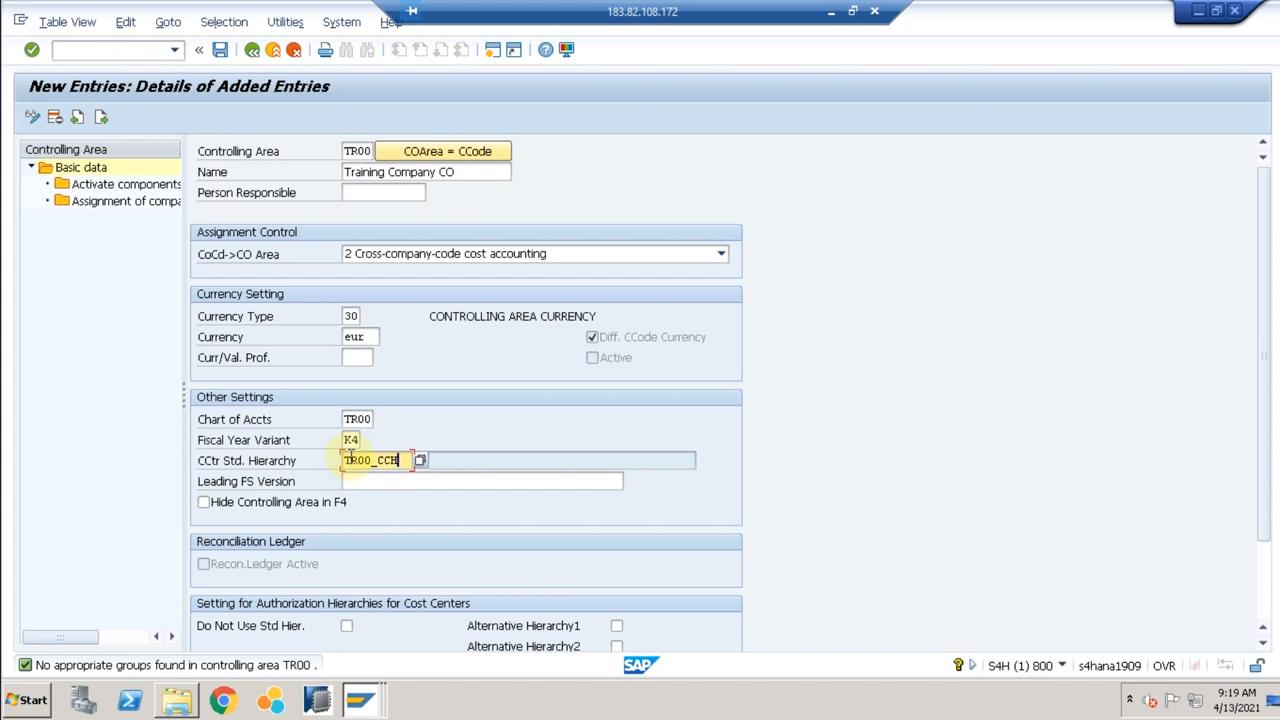 183.82.108.172
Table View Edit Goto Selection Utilities System Help
New Entries: Details of Added Entries
Controlling Area
Basic data
Activate components
Assignment of compa
Controlling Area TR00 COArea = CCode
Name Training Company CO
Person Responsible
Assignment Control
CoCd->CO Area 2 Cross-company-code cost accounting
Currency Setting
Currency Type 30 CONTROLLING AREA CURRENCY
Currency eur Diff. CCode Currency
Curr/Val. Prof. Active
Other Settings
Chart of Accts TR00
Fiscal Year Variant K4
CCtr Std. Hierarchy TR00_CCH
Leading FS Version
Hide Controlling Area in F4
Reconciliation Ledger
Recon.Ledger Active
Setting for Authorization Hierarchies for Cost Centers
Do Not Use Std Hier. Alternative Hierarchy1
Alternative Hierarchy2
No appropriate groups found in controlling area TR00 .
SAP
S4H (1) 800 s4hana1909 OVR
Start
9:19 AM
4/13/2021